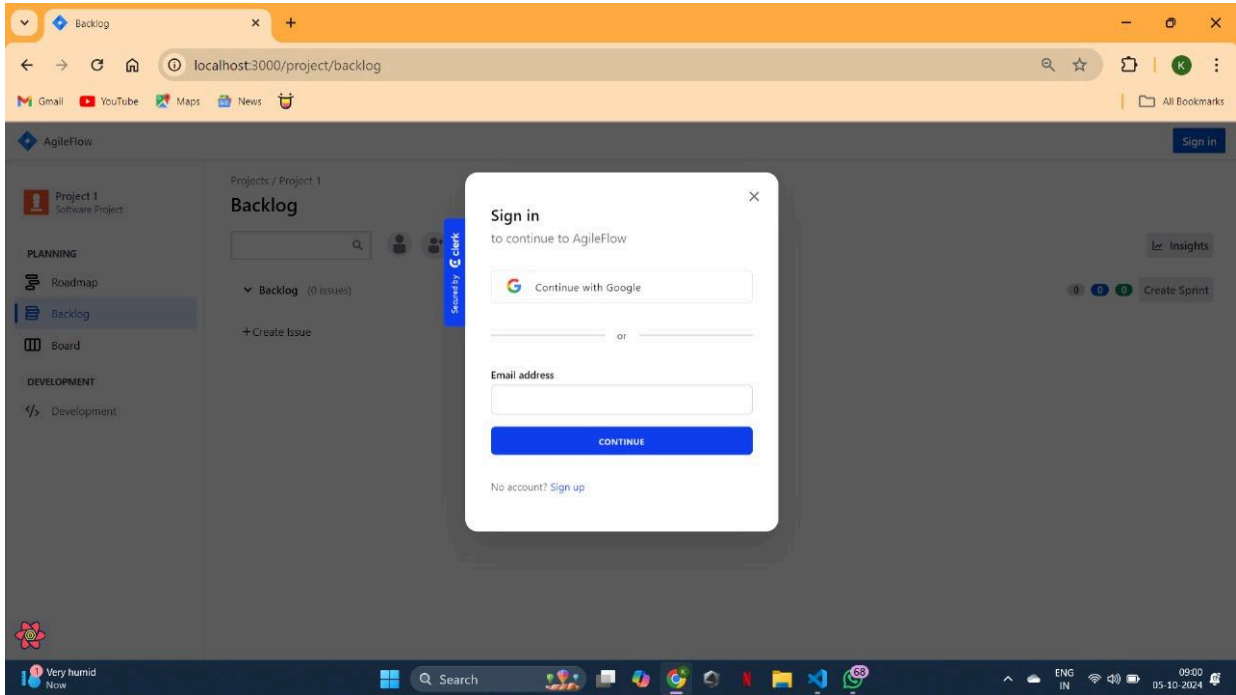 Backlog
localhost:3000/project/backlog
K
Gmail YouTube Maps News All Bookmarks
AgileFlow Sign in
Project 1
Software Project
PLANNING
Roadmap
Backlog
Board
DEVELOPMENT
Development
Projects / Project 1
Backlog
Insights
Backlog (0 issues) 0 0 0 Create Sprint
+Create Issue
Secured by clerk
Sign in
to continue to AgileFlow
Continue with Google
or
Email address
CONTINUE
No account? Sign up
1
Very humid
Now
Search
68
ENG
IN
09:00
05-10-2024